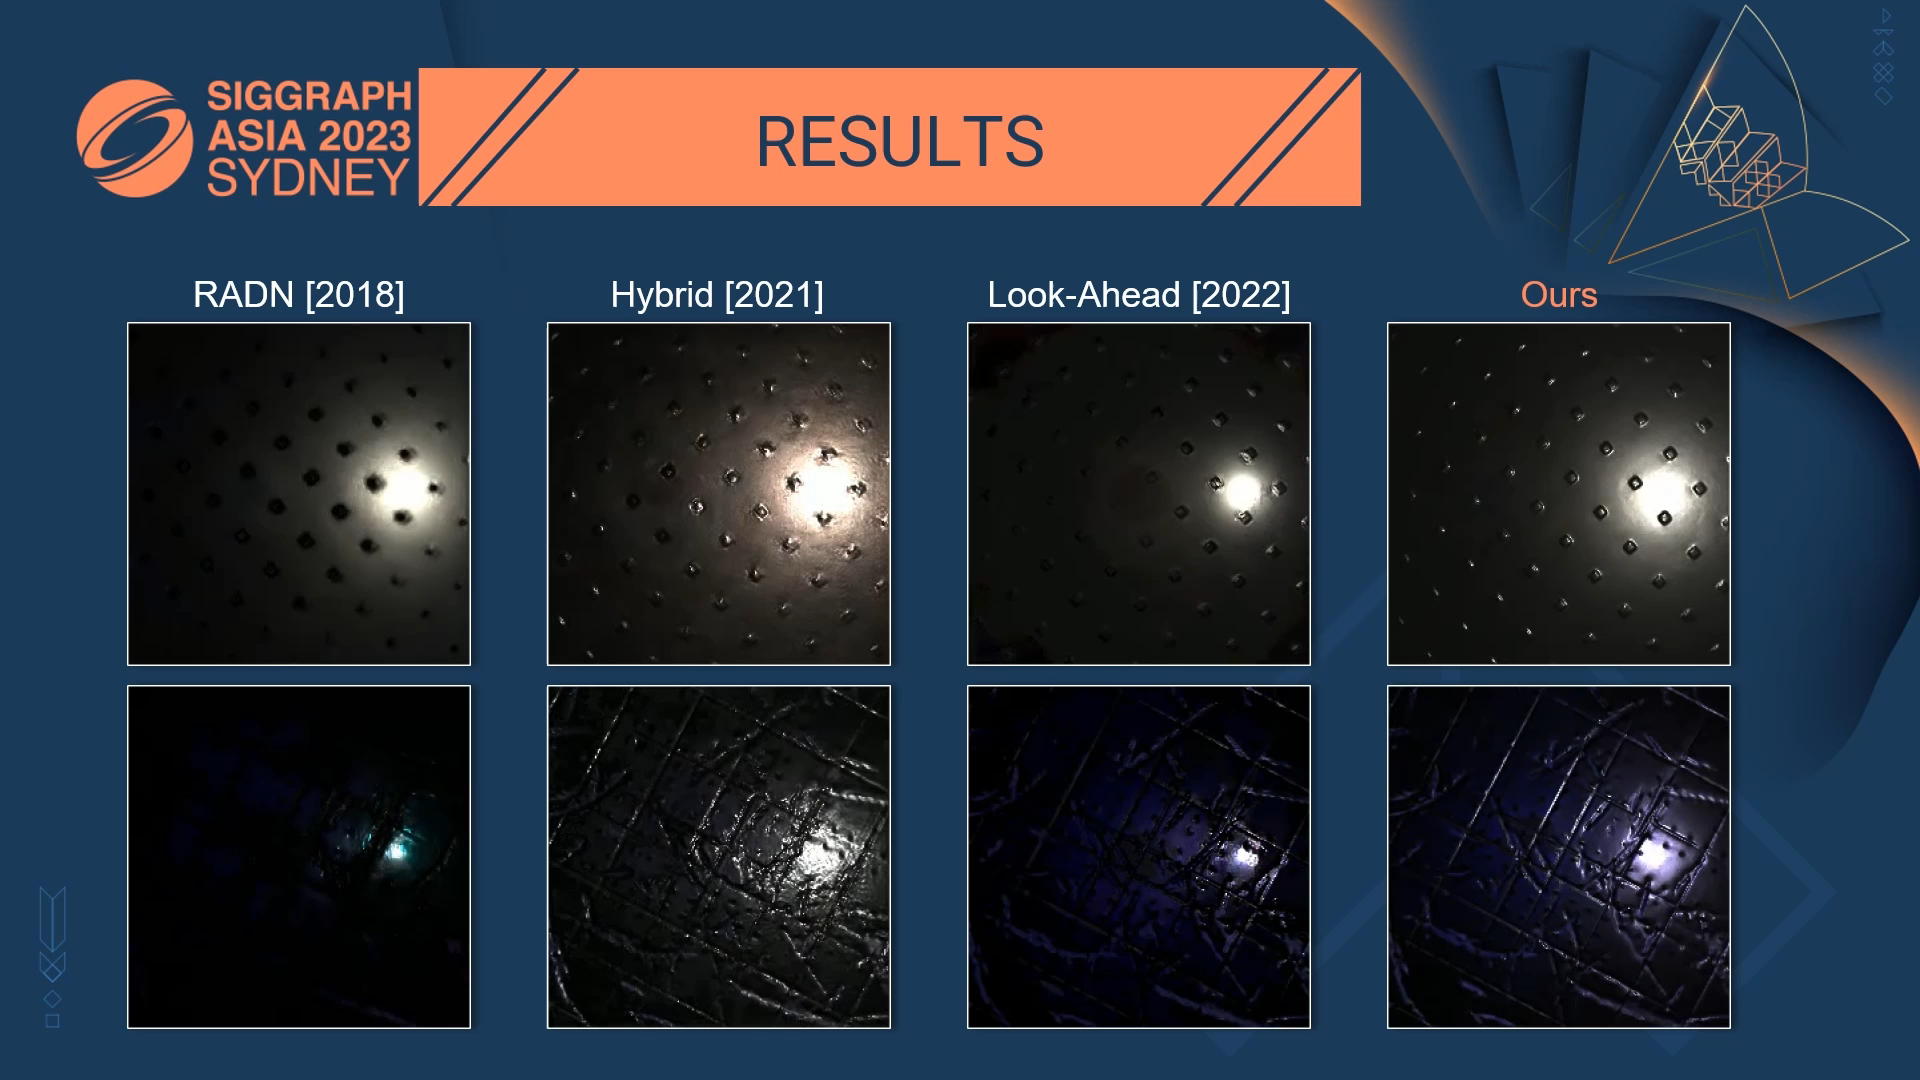 SIGGRAPH
ASIA 2023
SYDNEY
RESULTS
RADN [2018]
Hybrid [2021]
Look-Ahead [2022]
Ours